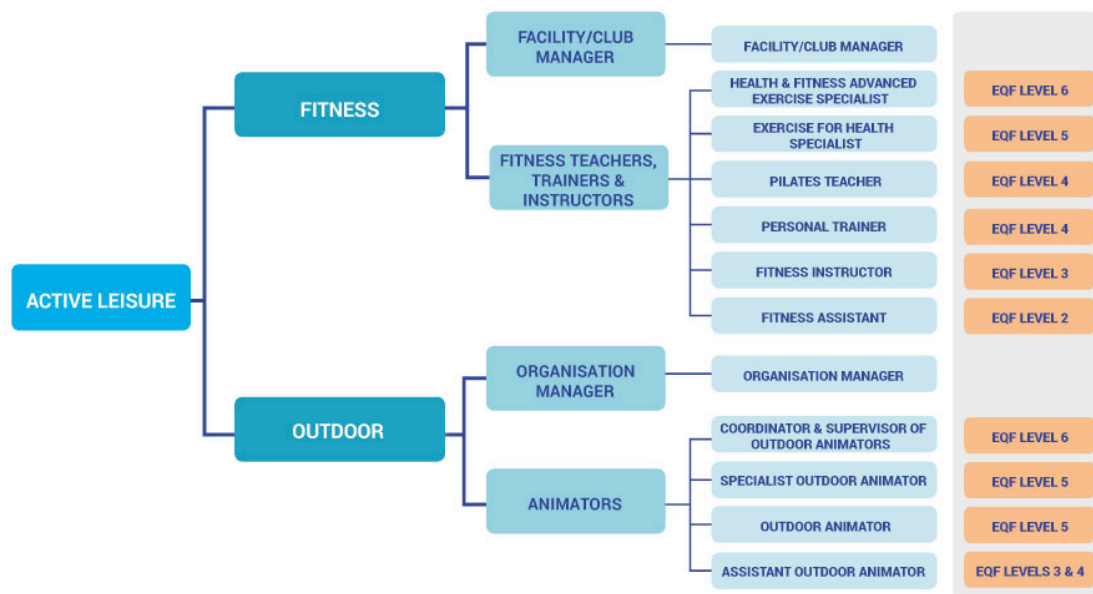 FACILITY/CLUB
MANAGER
FACILITY/CLUB MANAGER
HEALTH & FITNESS ADVANCED
EXERCISE SPECIALIST
EQF LEVEL 6
FITNESS
EXERCISE FOR HEALTH
SPECIALIST
EQF LEVEL 5
FITNESS TEACHERS,
TRAINERS &
INSTRUCTORS
PILATES TEACHER
EQF LEVEL 4
PERSONAL TRAINER
EQF LEVEL 4
FITNESS INSTRUCTOR
EQF LEVEL 3
ACTIVE LEISURE
FITNESS ASSISTANT
EQF LEVEL 2
ORGANISATION
MANAGER
ORGANISATION MANAGER
OUTDOOR
COORDINATOR & SUPERVISOR OF
OUTDOOR ANIMATORS
EQF LEVEL 6
SPECIALIST OUTDOOR ANIMATOR
EQF LEVEL 5
ANIMATORS
OUTDOOR ANIMATOR
EQF LEVEL 5
ASSISTANT OUTDOOR ANIMATOR
EQF LEVELS 3 & 4